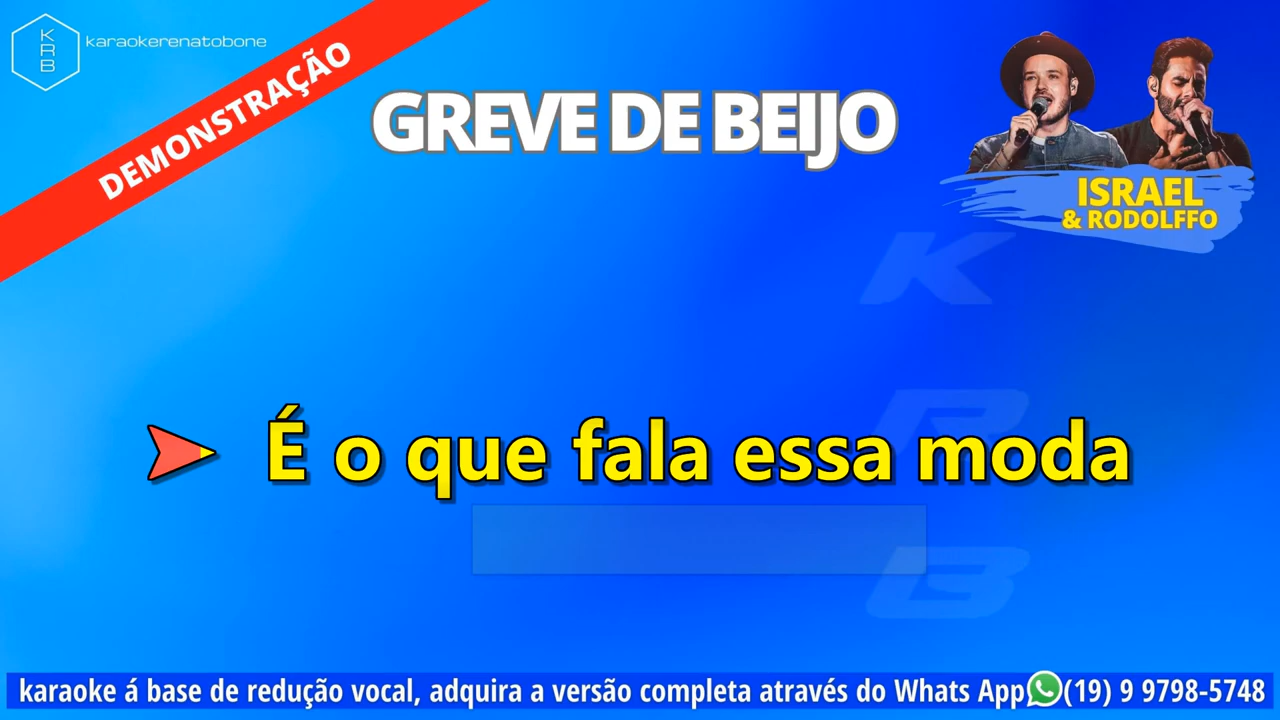 KRB
karaokerenatobone
DEMONSTRAÇÃO
GREVE DE BEIJO
ISRAEL
& RODOLFFO
K
R
B
É o que fala essa moda
karaoke á base de redução vocal, adquira a versão completa através do Whats App (19) 9 9798-5748